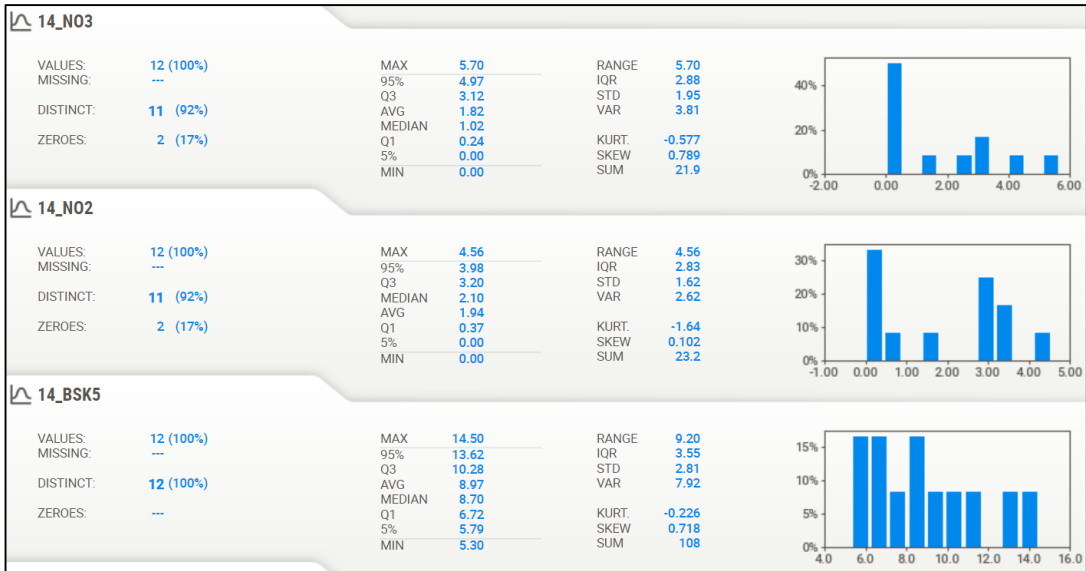 14_NO3
VALUES: 12 (100%)
MISSING: ---
DISTINCT: 11 (92%)
ZEROES: 2 (17%)
MAX 5.70
95% 4.97
Q3 3.12
AVG 1.82
MEDIAN 1.02
Q1 0.24
5% 0.00
MIN 0.00
RANGE 5.70
IQR 2.88
STD 1.95
VAR 3.81
KURT. -0.577
SKEW 0.789
SUM 21.9
40%
20%
0%
-2.00 0.00 2.00 4.00 6.00
14_NO2
VALUES: 12 (100%)
MISSING: ---
DISTINCT: 11 (92%)
ZEROES: 2 (17%)
MAX 4.56
95% 3.98
Q3 3.20
MEDIAN 2.10
AVG 1.94
Q1 0.37
5% 0.00
MIN 0.00
RANGE 4.56
IQR 2.83
STD 1.62
VAR 2.62
KURT. -1.64
SKEW 0.102
SUM 23.2
30%
20%
10%
0%
-1.00 0.00 1.00 2.00 3.00 4.00 5.00
14_BSK5
VALUES: 12 (100%)
MISSING: ---
DISTINCT: 12 (100%)
ZEROES: ---
MAX 14.50
95% 13.62
Q3 10.28
AVG 8.97
MEDIAN 8.70
Q1 6.72
5% 5.79
MIN 5.30
RANGE 9.20
IQR 3.55
STD 2.81
VAR 7.92
KURT. -0.226
SKEW 0.718
SUM 108
15%
10%
5%
0%
4.0 6.0 8.0 10.0 12.0 14.0 16.0